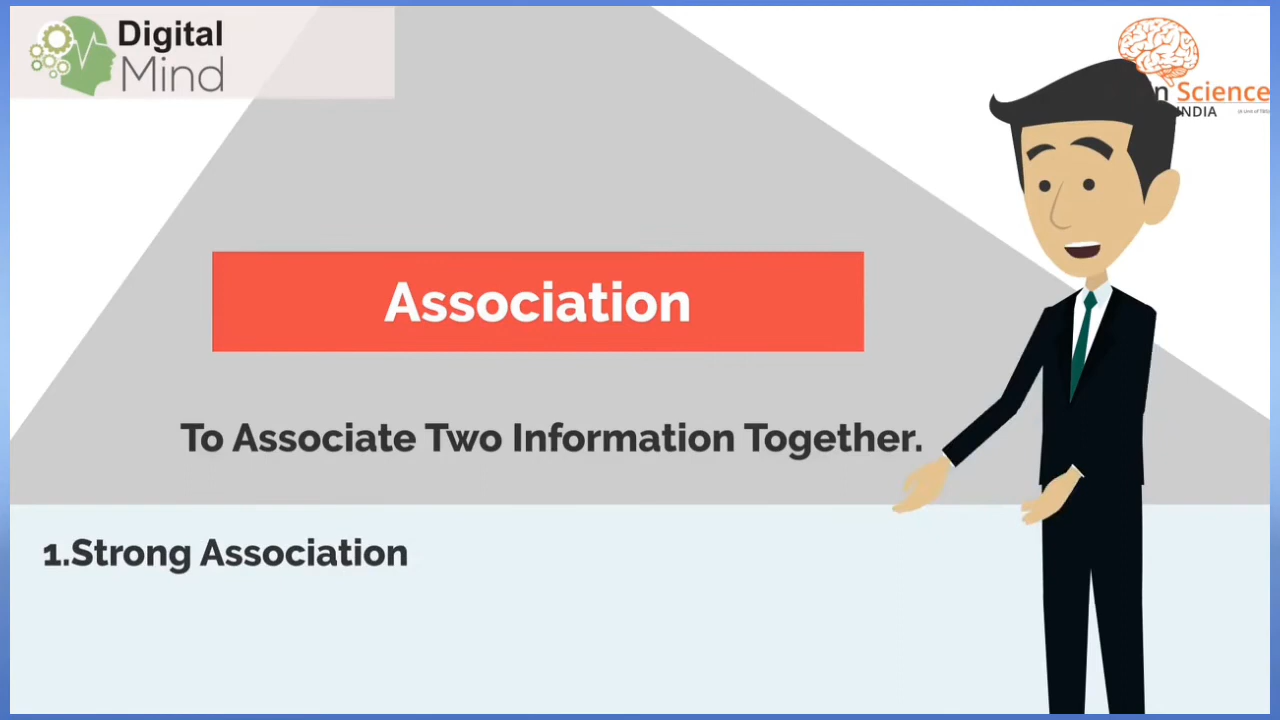 Digital
Mind
Science
INDIA
Association
To Associate Two Information Together.
1.Strong Association